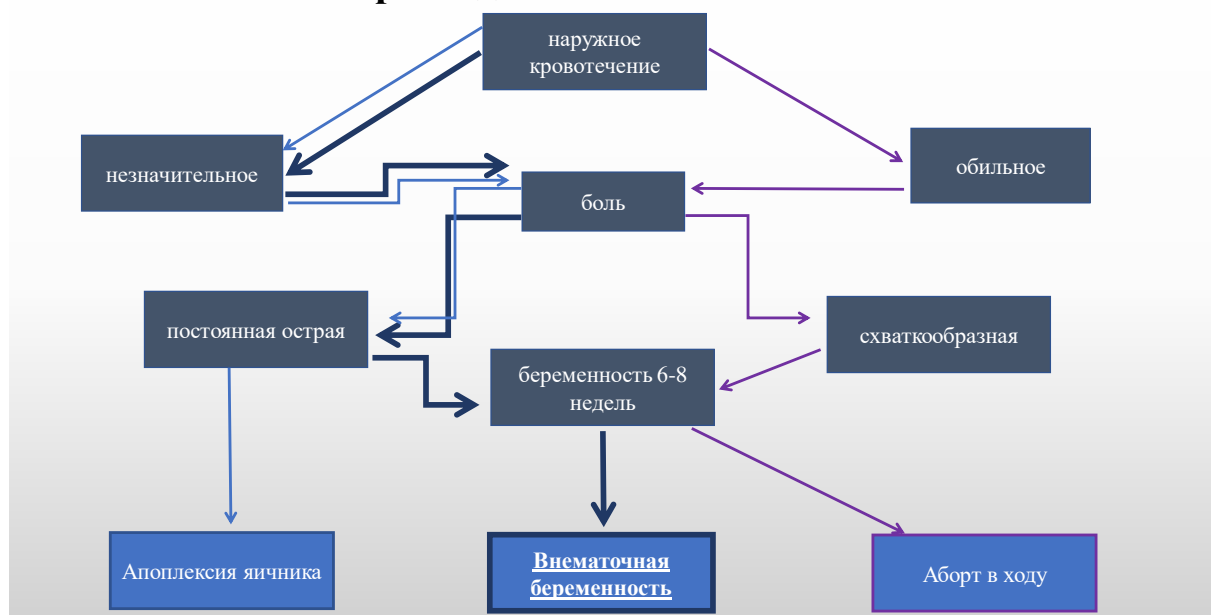 наружное
кровотечение
незначительное
обильное
боль
постоянная острая
схваткообразная
беременность 6-8
недель
Апоплексия яичника
Внематочная
беременность
Аборт в ходу